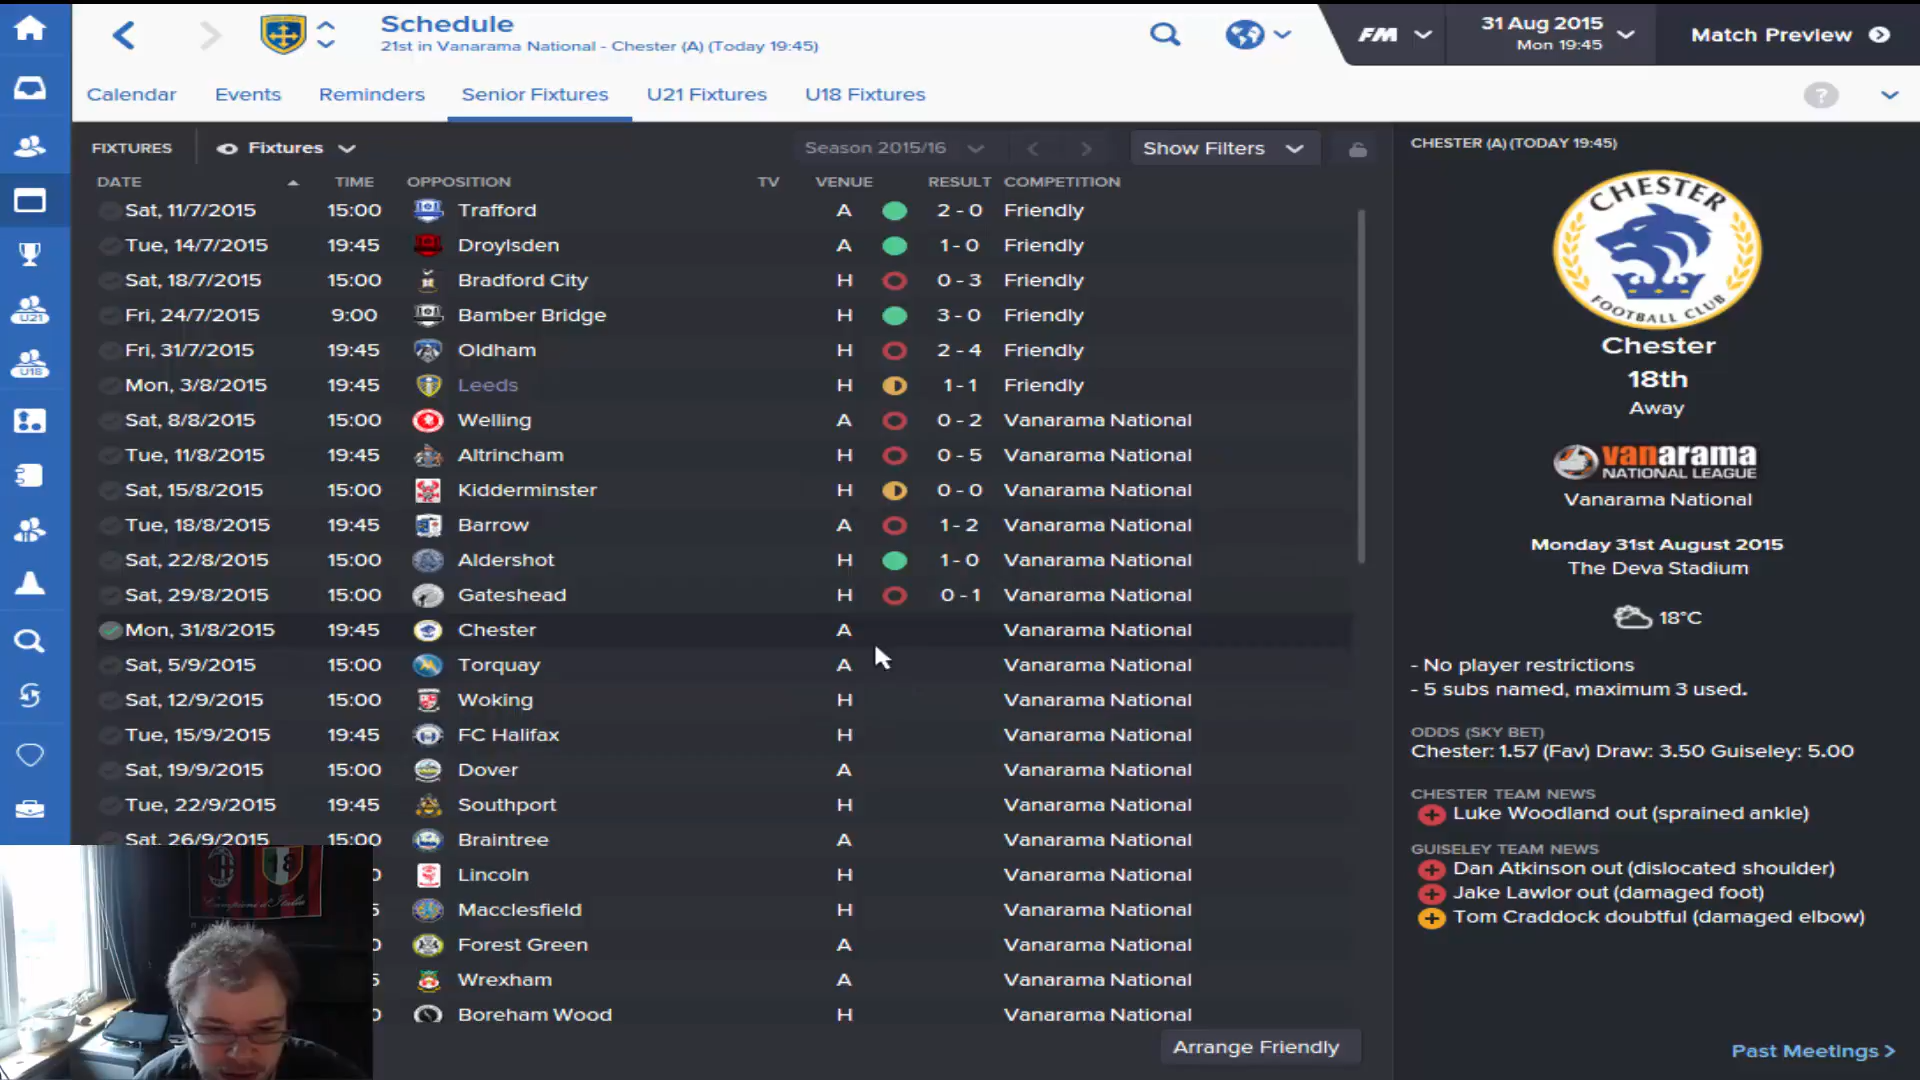 Schedule
21st in Vanarama National - Chester (A) (Today 19:45)
FM
31 Aug 2015
Mon 19:45
Match Preview
Calendar Events Reminders Senior Fixtures U21 Fixtures U18 Fixtures
?
FIXTURES Fixtures Season 2015/16 Show Filters
DATE TIME OPPOSITION TV VENUE RESULT COMPETITION
Sat, 11/7/2015 15:00 Trafford A 2 - 0 Friendly
Tue, 14/7/2015 19:45 Droylsden A 1 - 0 Friendly
Sat, 18/7/2015 15:00 Bradford City H 0 - 3 Friendly
Fri, 24/7/2015 9:00 Bamber Bridge H 3 - 0 Friendly
Fri, 31/7/2015 19:45 Oldham H 2 - 4 Friendly
Mon, 3/8/2015 19:45 Leeds H 1 - 1 Friendly
Sat, 8/8/2015 15:00 Welling A 0 - 2 Vanarama National
Tue, 11/8/2015 19:45 Altrincham H 0 - 5 Vanarama National
Sat, 15/8/2015 15:00 Kidderminster H 0 - 0 Vanarama National
Tue, 18/8/2015 19:45 Barrow A 1 - 2 Vanarama National
Sat, 22/8/2015 15:00 Aldershot H 1 - 0 Vanarama National
Sat, 29/8/2015 15:00 Gateshead H 0 - 1 Vanarama National
Mon, 31/8/2015 19:45 Chester A Vanarama National
Sat, 5/9/2015 15:00 Torquay A Vanarama National
Sat, 12/9/2015 15:00 Woking H Vanarama National
Tue, 15/9/2015 19:45 FC Halifax H Vanarama National
Sat, 19/9/2015 15:00 Dover A Vanarama National
Tue, 22/9/2015 19:45 Southport H Vanarama National
Sat, 26/9/2015 15:00 Braintree A Vanarama National
Lincoln H Vanarama National
Macclesfield H Vanarama National
Forest Green A Vanarama National
Wrexham A Vanarama National
Boreham Wood H Vanarama National
Arrange Friendly
U21
U18
CHESTER (A) (TODAY 19:45)
CHESTER
FOOTBALL CLUB
Chester
18th
Away
vanarama
NATIONAL LEAGUE
Vanarama National
Monday 31st August 2015
The Deva Stadium
18°C
- No player restrictions
- 5 subs named, maximum 3 used.
ODDS (SKY BET)
Chester: 1.57 (Fav) Draw: 3.50 Guiseley: 5.00
CHESTER TEAM NEWS
Luke Woodland out (sprained ankle)
GUISELEY TEAM NEWS
Dan Atkinson out (dislocated shoulder)
Jake Lawlor out (damaged foot)
Tom Craddock doubtful (damaged elbow)
Past Meetings >
18
Campioni d'Italia